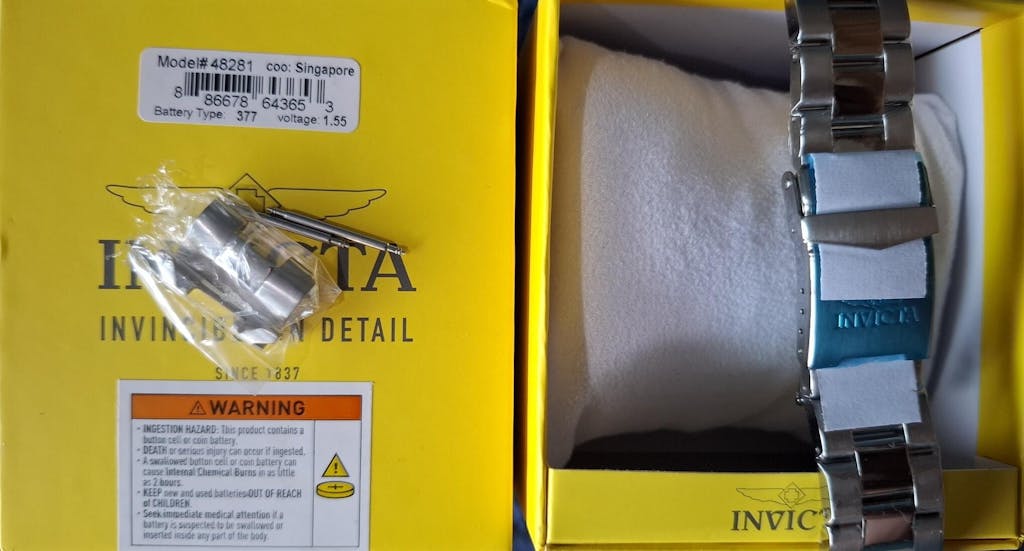 Model# 48281 coo: Singapore
8 86678 64365 3
Battery Type: 377 voltage: 1.55
TA
DETAIL
SINCE 1837
WARNING
• INGESTION HAZARD: This product contains a
button cell or coin battery.
• DEATH or serious injury can occur if ingested.
• A swallowed button cell or coin battery can
cause Internal Chemical Burns in as little
as 2 hours.
• KEEP new and used batteries OUT OF REACH
of CHILDREN.
• Seek immediate medical attention if a
battery is suspected to be swallowed or
inserted inside any part of the body.
INVICTA
INVICT